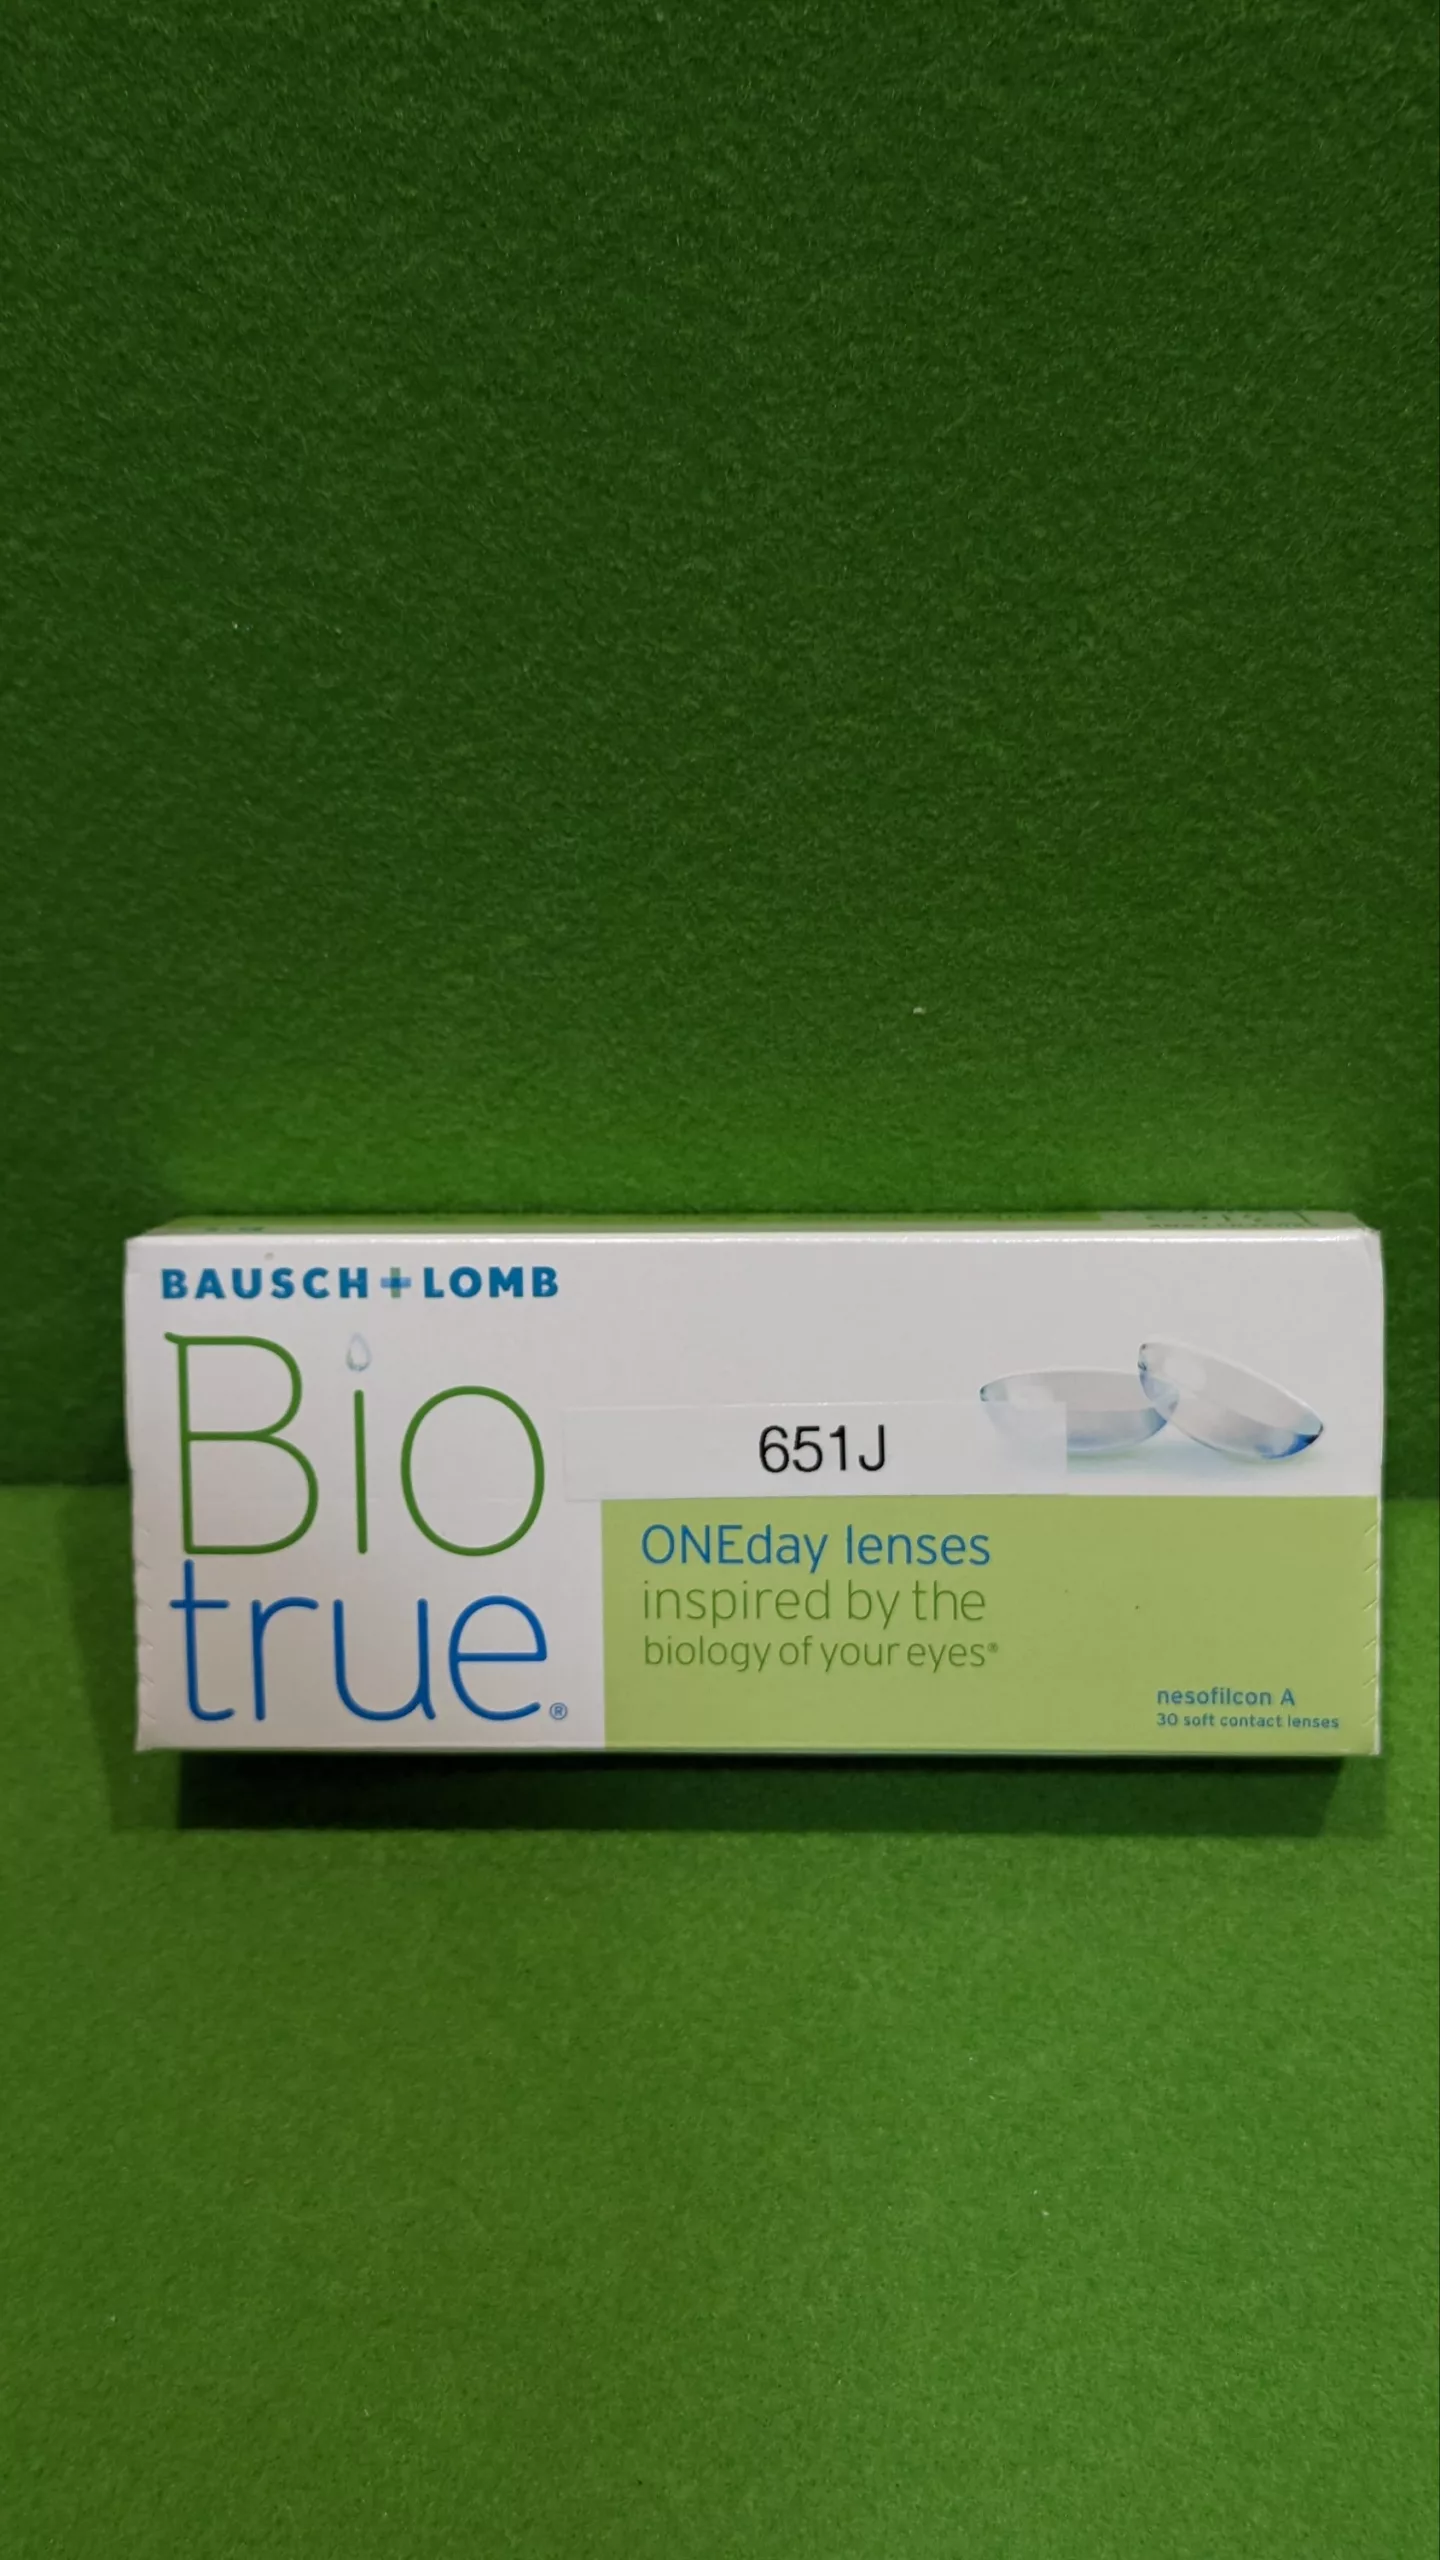 BAUSCH+LOMB
Bio
true®
651J
ONEday lenses
inspired by the
biology of your eyes®
nesofilcon A
30 soft contact lenses